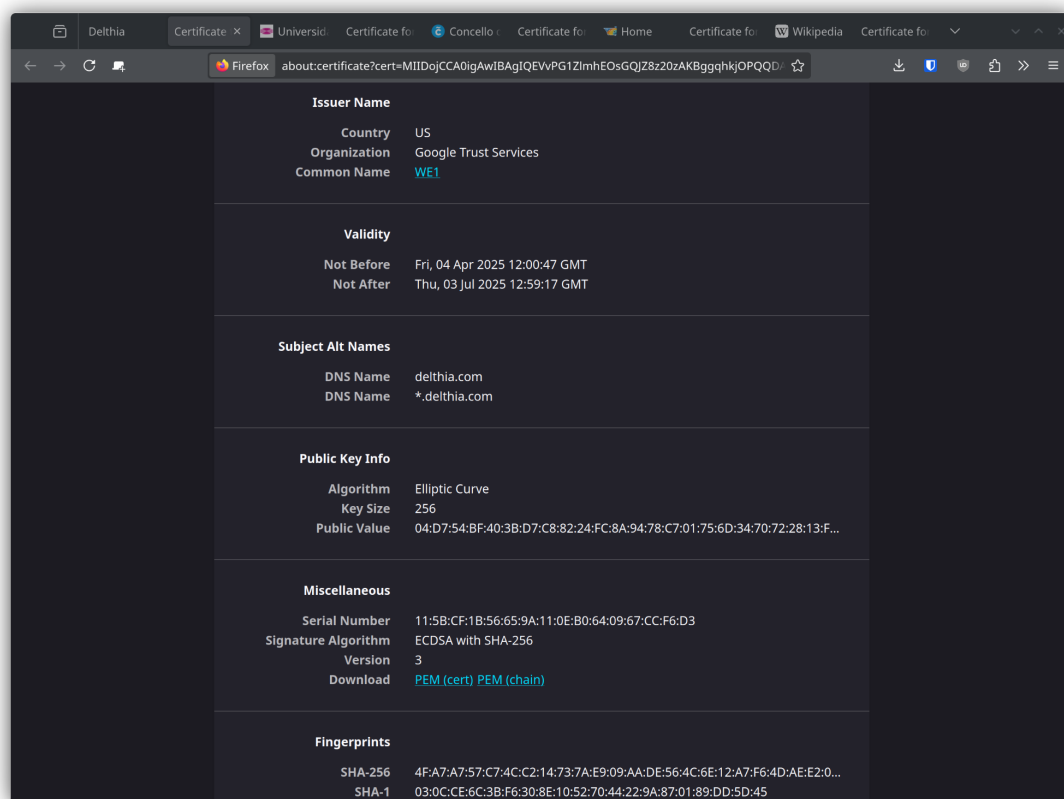 Delthia Certificate Universid Certificate fo Concello Certificate fo Home Certificate fo Wikipedia Certificate fo
Firefox about:certificate?cert=MIIDojCCA0igAwIBAgIQEVvPG1ZlmhEOsGQJZ8z20zAKBggqhkjOPQQD
Issuer Name
Country US
Organization Google Trust Services
Common Name WE1
Validity
Not Before Fri, 04 Apr 2025 12:00:47 GMT
Not After Thu, 03 Jul 2025 12:59:17 GMT
Subject Alt Names
DNS Name delthia.com
DNS Name *.delthia.com
Public Key Info
Algorithm Elliptic Curve
Key Size 256
Public Value 04:D7:54:BF:40:3B:D7:C8:82:24:FC:8A:94:78:C7:01:75:6D:34:70:72:28:13:F...
Miscellaneous
Serial Number 11:5B:CF:1B:56:65:9A:11:0E:B0:64:09:67:CC:F6:D3
Signature Algorithm ECDSA with SHA-256
Version 3
Download PEM (cert) PEM (chain)
Fingerprints
SHA-256 4F:A7:A7:57:C7:4C:C2:14:73:7A:E9:09:AA:DE:56:4C:6E:12:A7:F6:4D:AE:E2:0...
SHA-1 03:0C:CE:6C:3B:F6:30:8E:10:52:70:44:22:9A:87:01:89:DD:5D:45